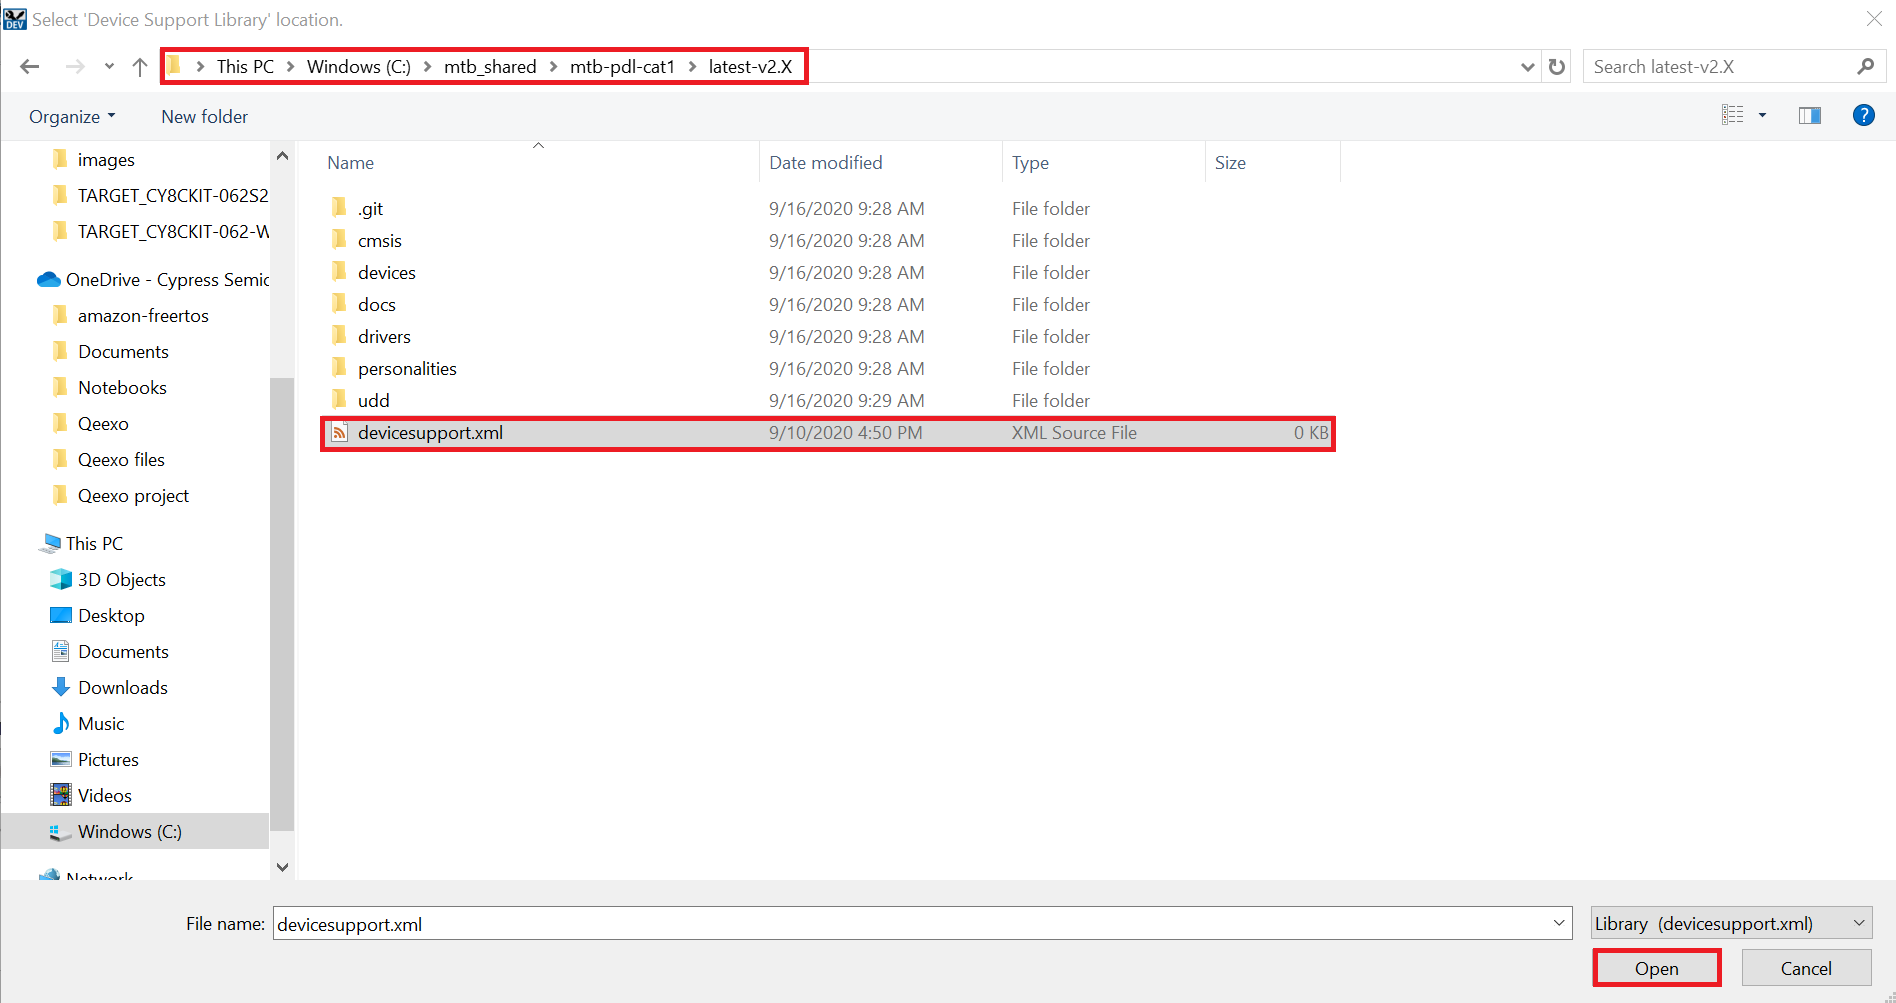 DEV Select 'Device Support Library' location.
This PC Windows (C:) mtb_shared mtb-pdl-cat1 latest-v2.X Search latest-v2.X
Organize New folder ?
Name Date modified Type Size
.git 9/16/2020 9:28 AM File folder
cmsis 9/16/2020 9:28 AM File folder
devices 9/16/2020 9:28 AM File folder
docs 9/16/2020 9:28 AM File folder
drivers 9/16/2020 9:28 AM File folder
personalities 9/16/2020 9:28 AM File folder
udd 9/16/2020 9:29 AM File folder
devicesupport.xml 9/10/2020 4:50 PM XML Source File 0 KB
images
TARGET_CY8CKIT-062S2
TARGET_CY8CKIT-062-W
OneDrive - Cypress Semic
amazon-freertos
Documents
Notebooks
Qeexo
Qeexo files
Qeexo project
This PC
3D Objects
Desktop
Documents
Downloads
Music
Pictures
Videos
Windows (C:)
Network
File name: devicesupport.xml Library (devicesupport.xml)
Open Cancel